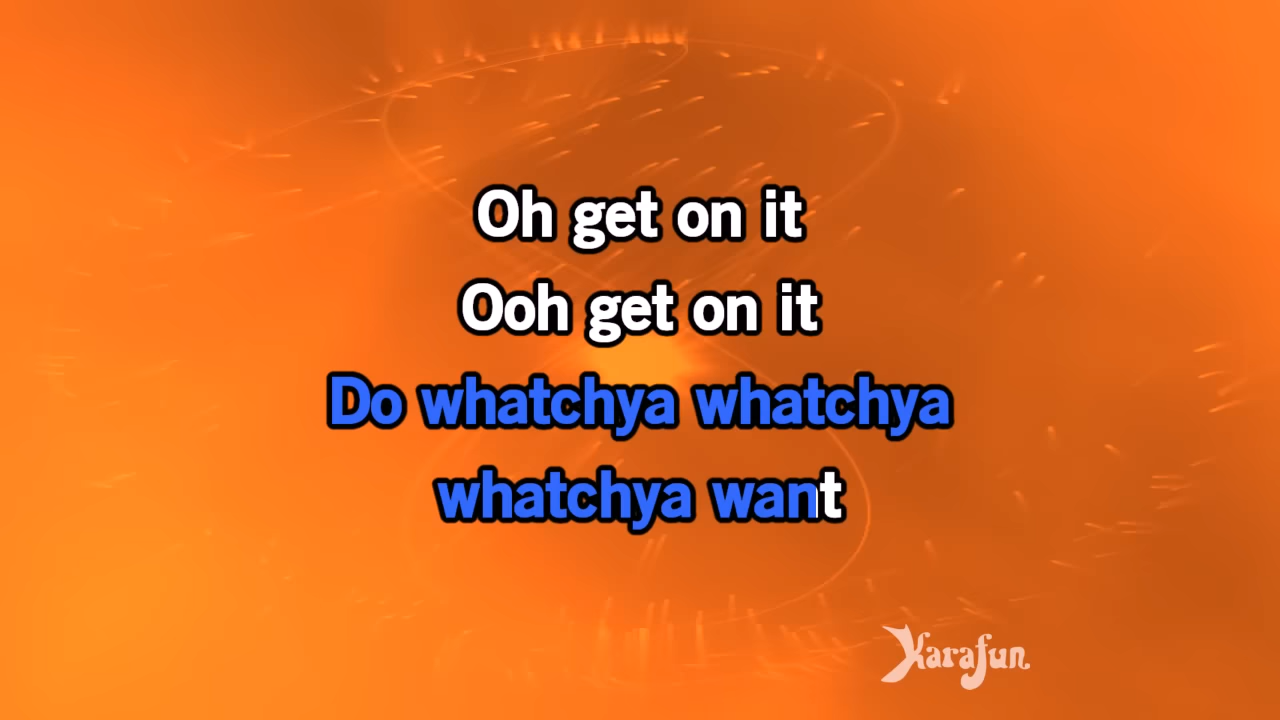 Oh get on it
Ooh get on it
Do whatchya whatchya
whatchya want
Karafun